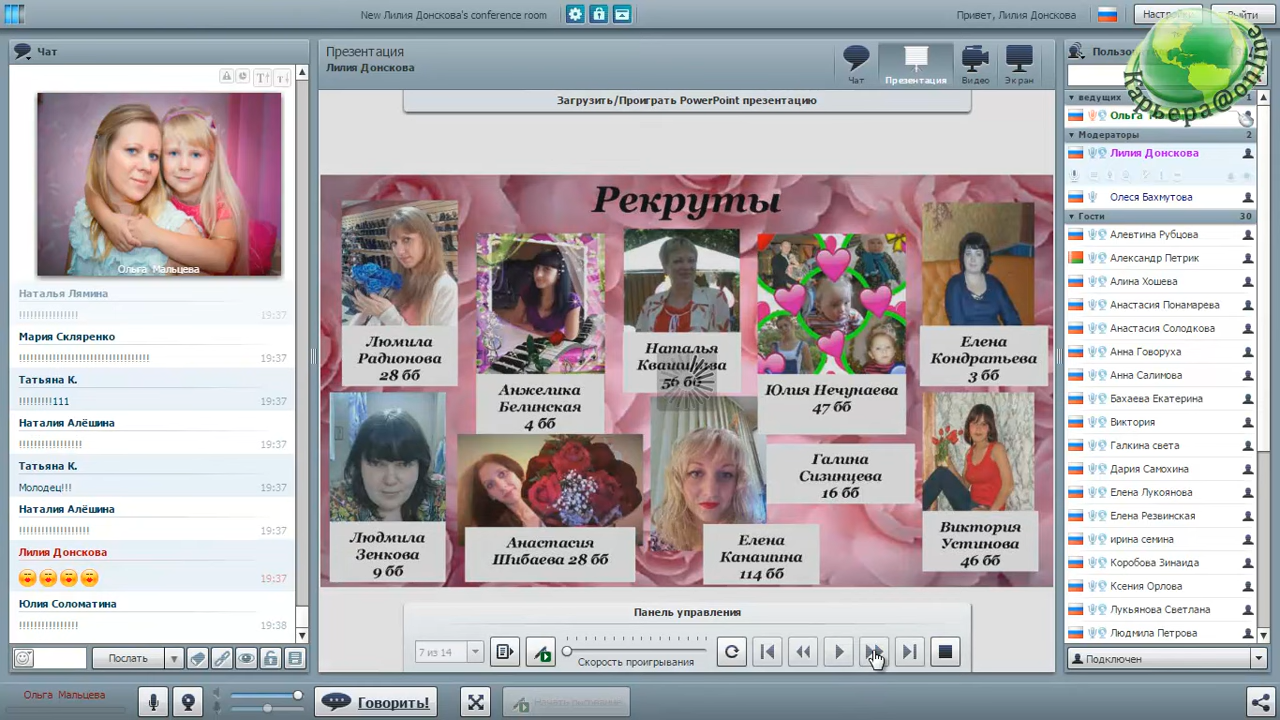 New Лилия Донскова's conference room
Привет, Лилия Донскова
Выйти
Чат
Ольга Мальцева
Наталья Лямина
!!!!!!!!!!!!!!!! 19:37
Мария Скляренко
!!!!!!!!!!!!!!!!!!!!!!!!!!!!!!!!!!! 19:37
Татьяна К.
!!!!!!!!!111 19:37
Наталия Алёшина
!!!!!!!!!!!!!!!!! 19:37
Татьяна К.
Молодец!!! 19:37
Наталия Алёшина
!!!!!!!!!!!!!!!!!!! 19:37
Лилия Донскова
19:37
Юлия Соломатина
!!!!!!!!!!!!!!!! 19:38
Послать
Презентация
Лилия Донскова
Чат
Презентация
Видео
Экран
Загрузить/Проиграть PowerPoint презентацию
Рекруты
Люмила
Радионова
28 бб
Анжелика
Белинская
4 бб
Наталья
56 бб
Юлия Нечунаева
47 бб
Елена
Кондратьева
3 бб
Людмила
Зенкова
9 бб
Анастасия
Шибаева 28 бб
Елена
Канашина
114 бб
Галина
Сизинцева
16 бб
Виктория
Устинова
46 бб
Панель управления
7 из 14
Скорость проигрывания
Карьера@online
ведущих 1
Ольга
Модераторы 2
Лилия Донскова
Олеся Бахмутова
Гости 30
Алевтина Рубцова
Александр Петрик
Алина Хошева
Анастасия Понамарева
Анастасия Солодкова
Анна Говоруха
Анна Салимова
Бахаева Екатерина
Виктория
Галкина света
Дария Самохина
Елена Лукоянова
Елена Резвинская
ирина семина
Коробова Зинаида
Ксения Орлова
Лукьянова Светлана
Людмила Петрова
Подключен
Ольга Мальцева
Говорить!